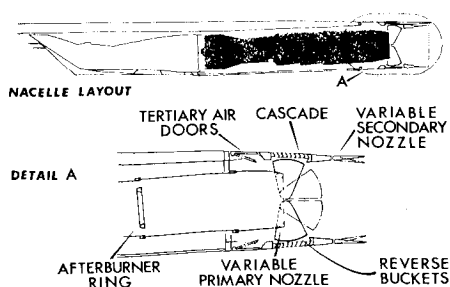 A
NACELLE LAYOUT
TERTIARY AIR
DOORS
CASCADE
VARIABLE
SECONDARY
NOZZLE
DETAIL A
AFTERBURNER
RING
VARIABLE
PRIMARY NOZZLE
REVERSE
BUCKETS